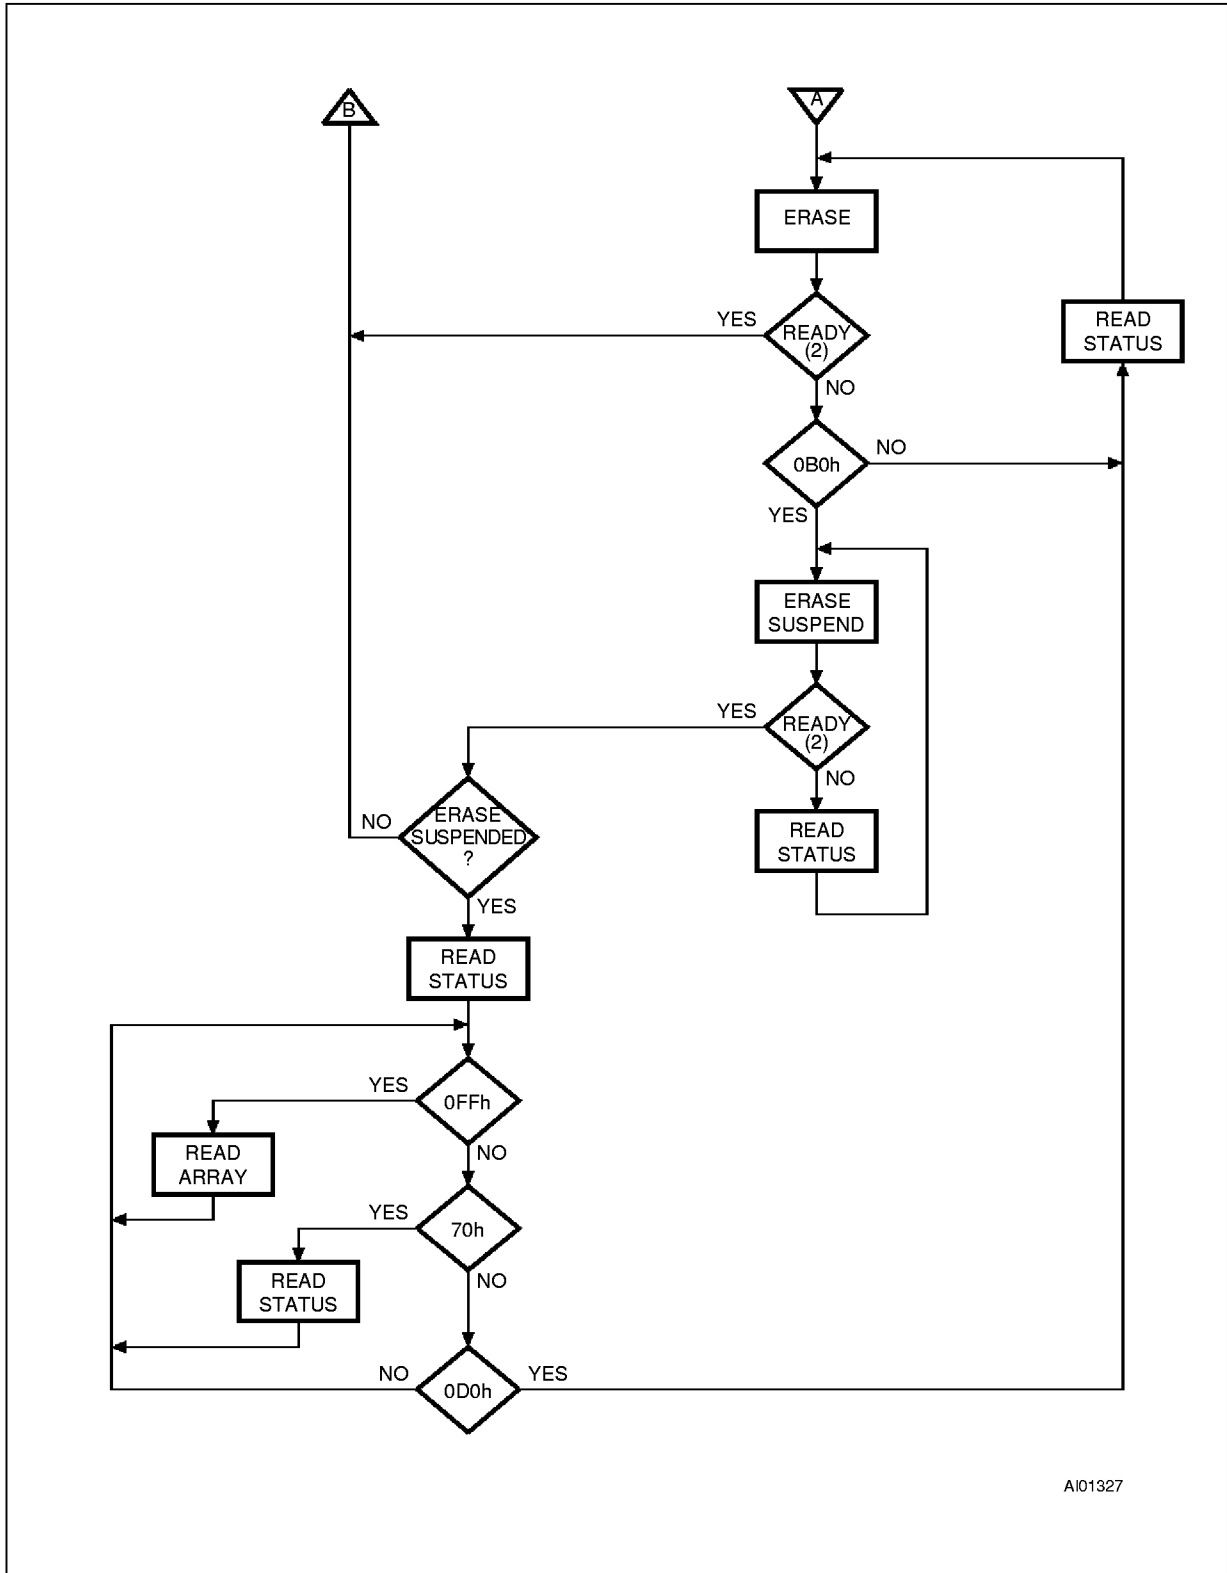 B
A
ERASE
YES
READY
(2)
READ
STATUS
NO
0B0h
NO
YES
ERASE
SUSPEND
YES
READY
(2)
NO
ERASE
SUSPENDED
?
NO
READ
STATUS
YES
READ
STATUS
YES
0FFh
READ
ARRAY
NO
YES
70h
READ
STATUS
NO
NO
0D0h
YES
AI01327